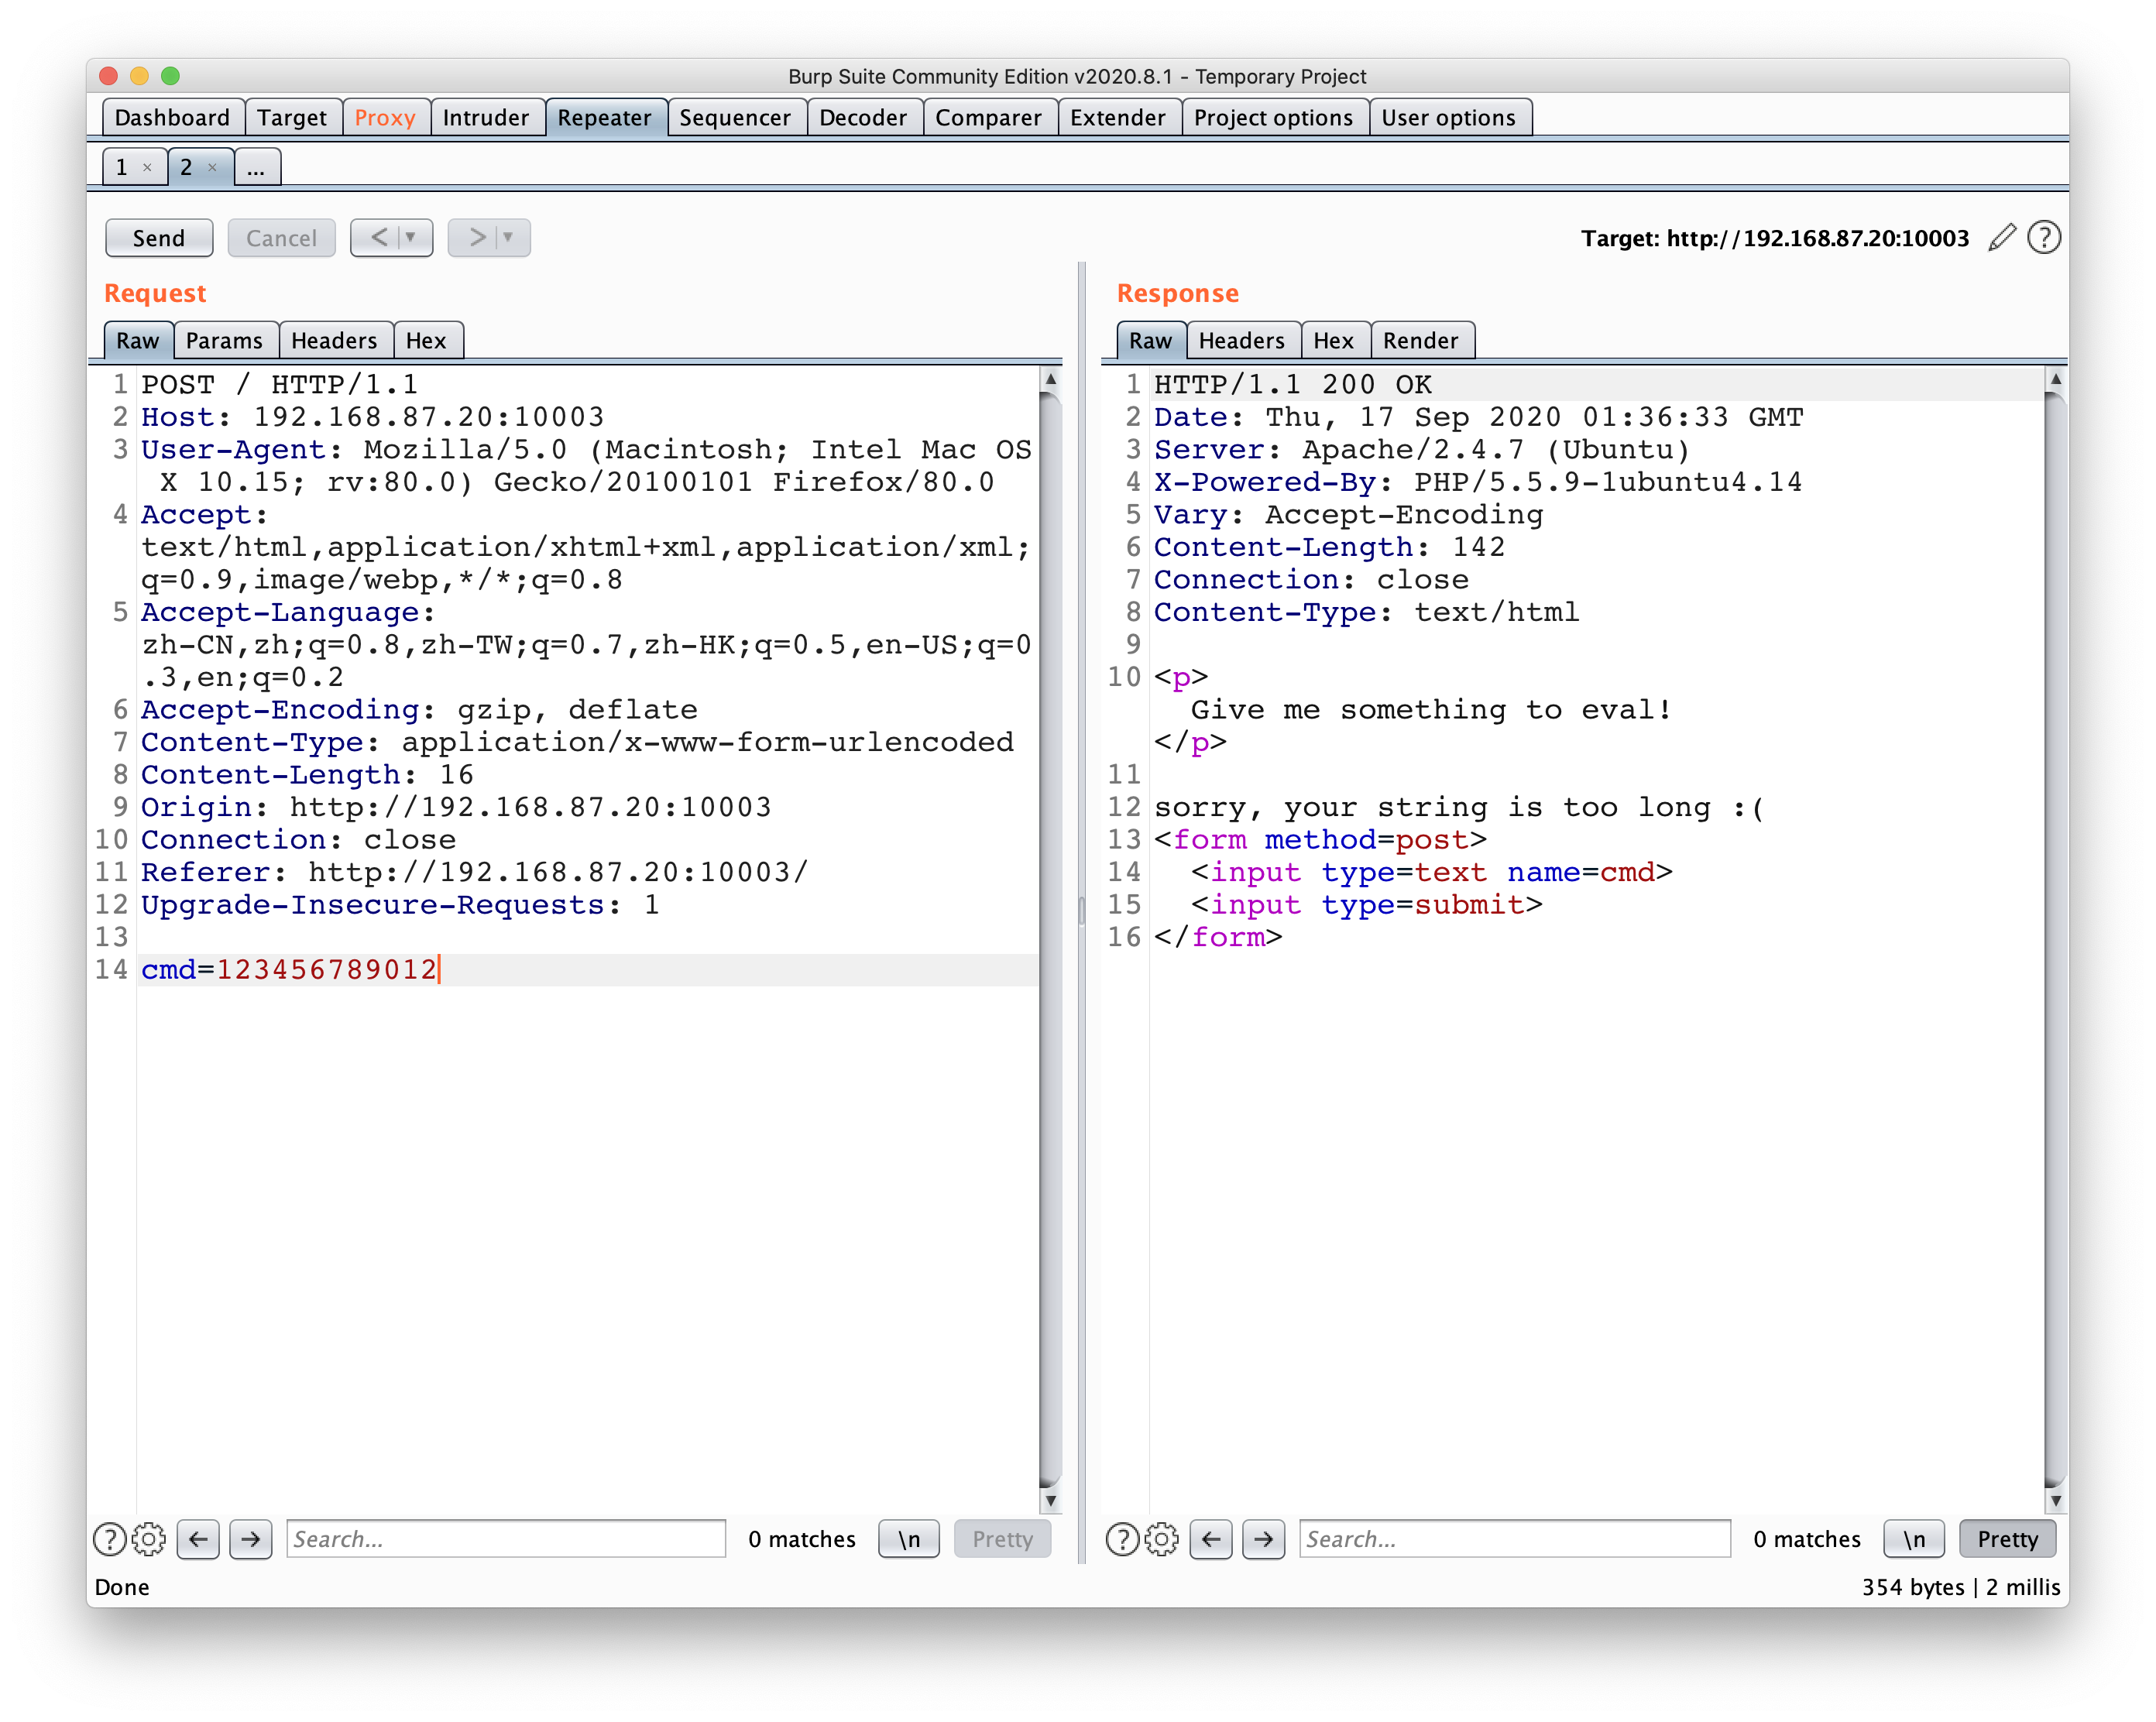 Burp Suite Community Edition v2020.8.1 - Temporary Project
Dashboard Target Proxy Intruder Repeater Sequencer Decoder Comparer Extender Project options User options
1 × 2 × ...
Send Cancel < ▼ > ▼ Target: http://192.168.87.20:10003 ?
Request
Raw Params Headers Hex
1 POST / HTTP/1.1
2 Host: 192.168.87.20:10003
3 User-Agent: Mozilla/5.0 (Macintosh; Intel Mac OS
X 10.15; rv:80.0) Gecko/20100101 Firefox/80.0
4 Accept:
text/html,application/xhtml+xml,application/xml;
q=0.9,image/webp,*/*;q=0.8
5 Accept-Language:
zh-CN,zh;q=0.8,zh-TW;q=0.7,zh-HK;q=0.5,en-US;q=0
.3,en;q=0.2
6 Accept-Encoding: gzip, deflate
7 Content-Type: application/x-www-form-urlencoded
8 Content-Length: 16
9 Origin: http://192.168.87.20:10003
10 Connection: close
11 Referer: http://192.168.87.20:10003/
12 Upgrade-Insecure-Requests: 1
13
14 cmd=123456789012
? ← → Search... 0 matches \n Pretty
Response
Raw Headers Hex Render
1 HTTP/1.1 200 OK
2 Date: Thu, 17 Sep 2020 01:36:33 GMT
3 Server: Apache/2.4.7 (Ubuntu)
4 X-Powered-By: PHP/5.5.9-1ubuntu4.14
5 Vary: Accept-Encoding
6 Content-Length: 142
7 Connection: close
8 Content-Type: text/html
9
10 <p>
Give me something to eval!
</p>
11
12 sorry, your string is too long :(
13 <form method=post>
14 <input type=text name=cmd>
15 <input type=submit>
16 </form>
? ← → Search... 0 matches \n Pretty
Done 354 bytes | 2 millis